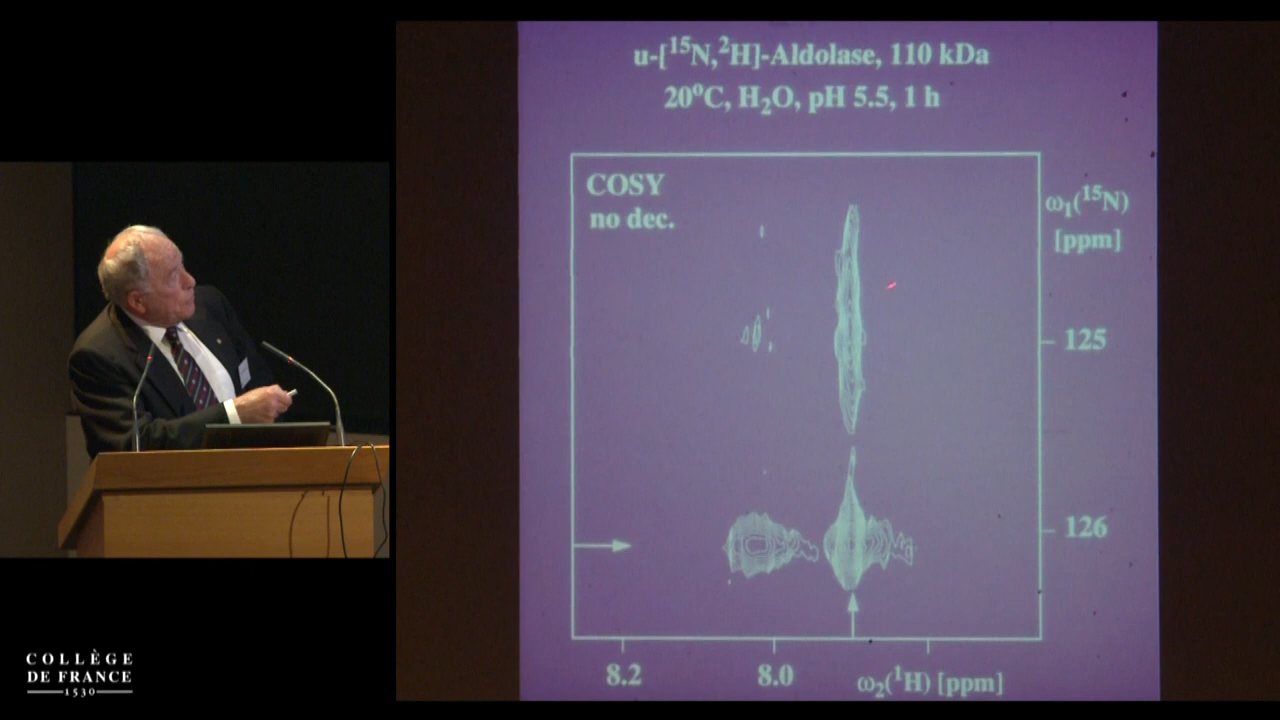 u-[¹⁵N,²H]-Aldolase, 110 kDa
20°C, H₂O, pH 5.5, 1 h
COSY
no dec.
ω₁(¹⁵N)
[ppm]
125
126
8.2
8.0
ω₂(¹H) [ppm]
COLLÈGE
DE FRANCE
1530